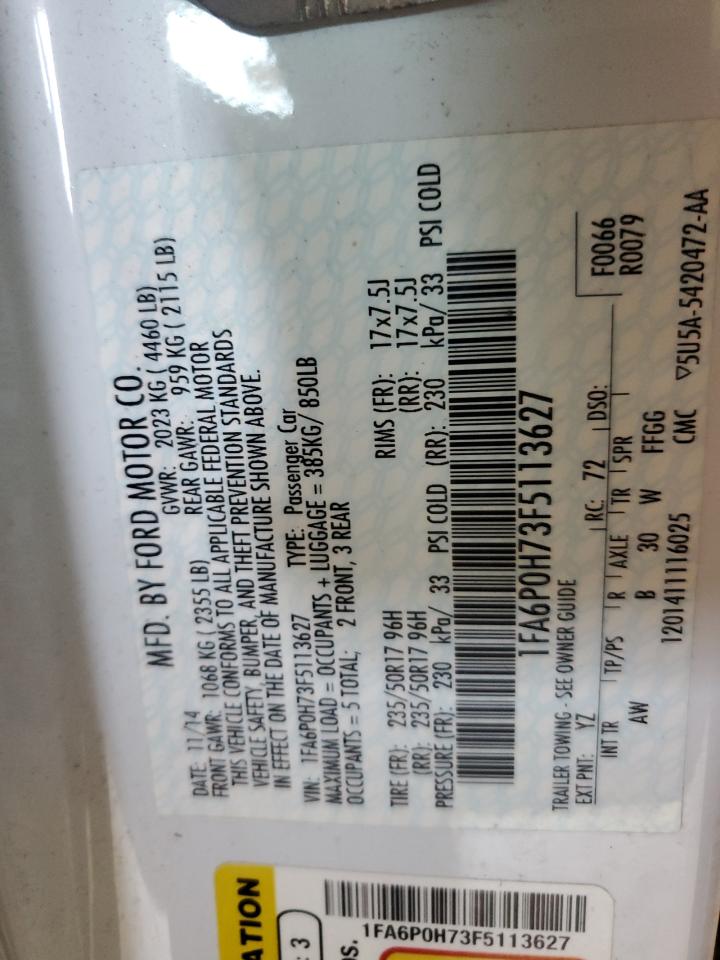 MFD. BY FORD MOTOR CO.
DATE: 11/14 GVWR: 2023 KG ( 4460 LB)
FRONT GAWR: 1068 KG ( 2355 LB) REAR GAWR: 959 KG ( 2115 LB)
THIS VEHICLE CONFORMS TO ALL APPLICABLE FEDERAL MOTOR
VEHICLE SAFETY, BUMPER, AND THEFT PREVENTION STANDARDS
IN EFFECT ON THE DATE OF MANUFACTURE SHOWN ABOVE.
VIN: 1FA6P0H73F5113627 TYPE: Passenger Car
MAXIMUM LOAD = OCCUPANTS + LUGGAGE = 385KG/ 850LB
OCCUPANTS = 5 TOTAL; 2 FRONT, 3 REAR
TIRE (FR): 235/50R17 96H RIMS (FR): 17x7.5J
(RR): 235/50R17 96H (RR): 17x7.5J
PRESSURE (FR): 230 kPa/ 33 PSI COLD (RR): 230 kPa/ 33 PSI COLD
1FA6P0H73F5113627
TRAILER TOWING - SEE OWNER GUIDE
F0066
EXT PNT: YZ RC: 72 DSO: R0079
INT TR TP/PS R AXLE TR SPR
AW B 30 W FFGG
1201411116025 CMC ▽5U5A-5420472-AA
ATION
: 3
os.
1FA6P0H73F5113627